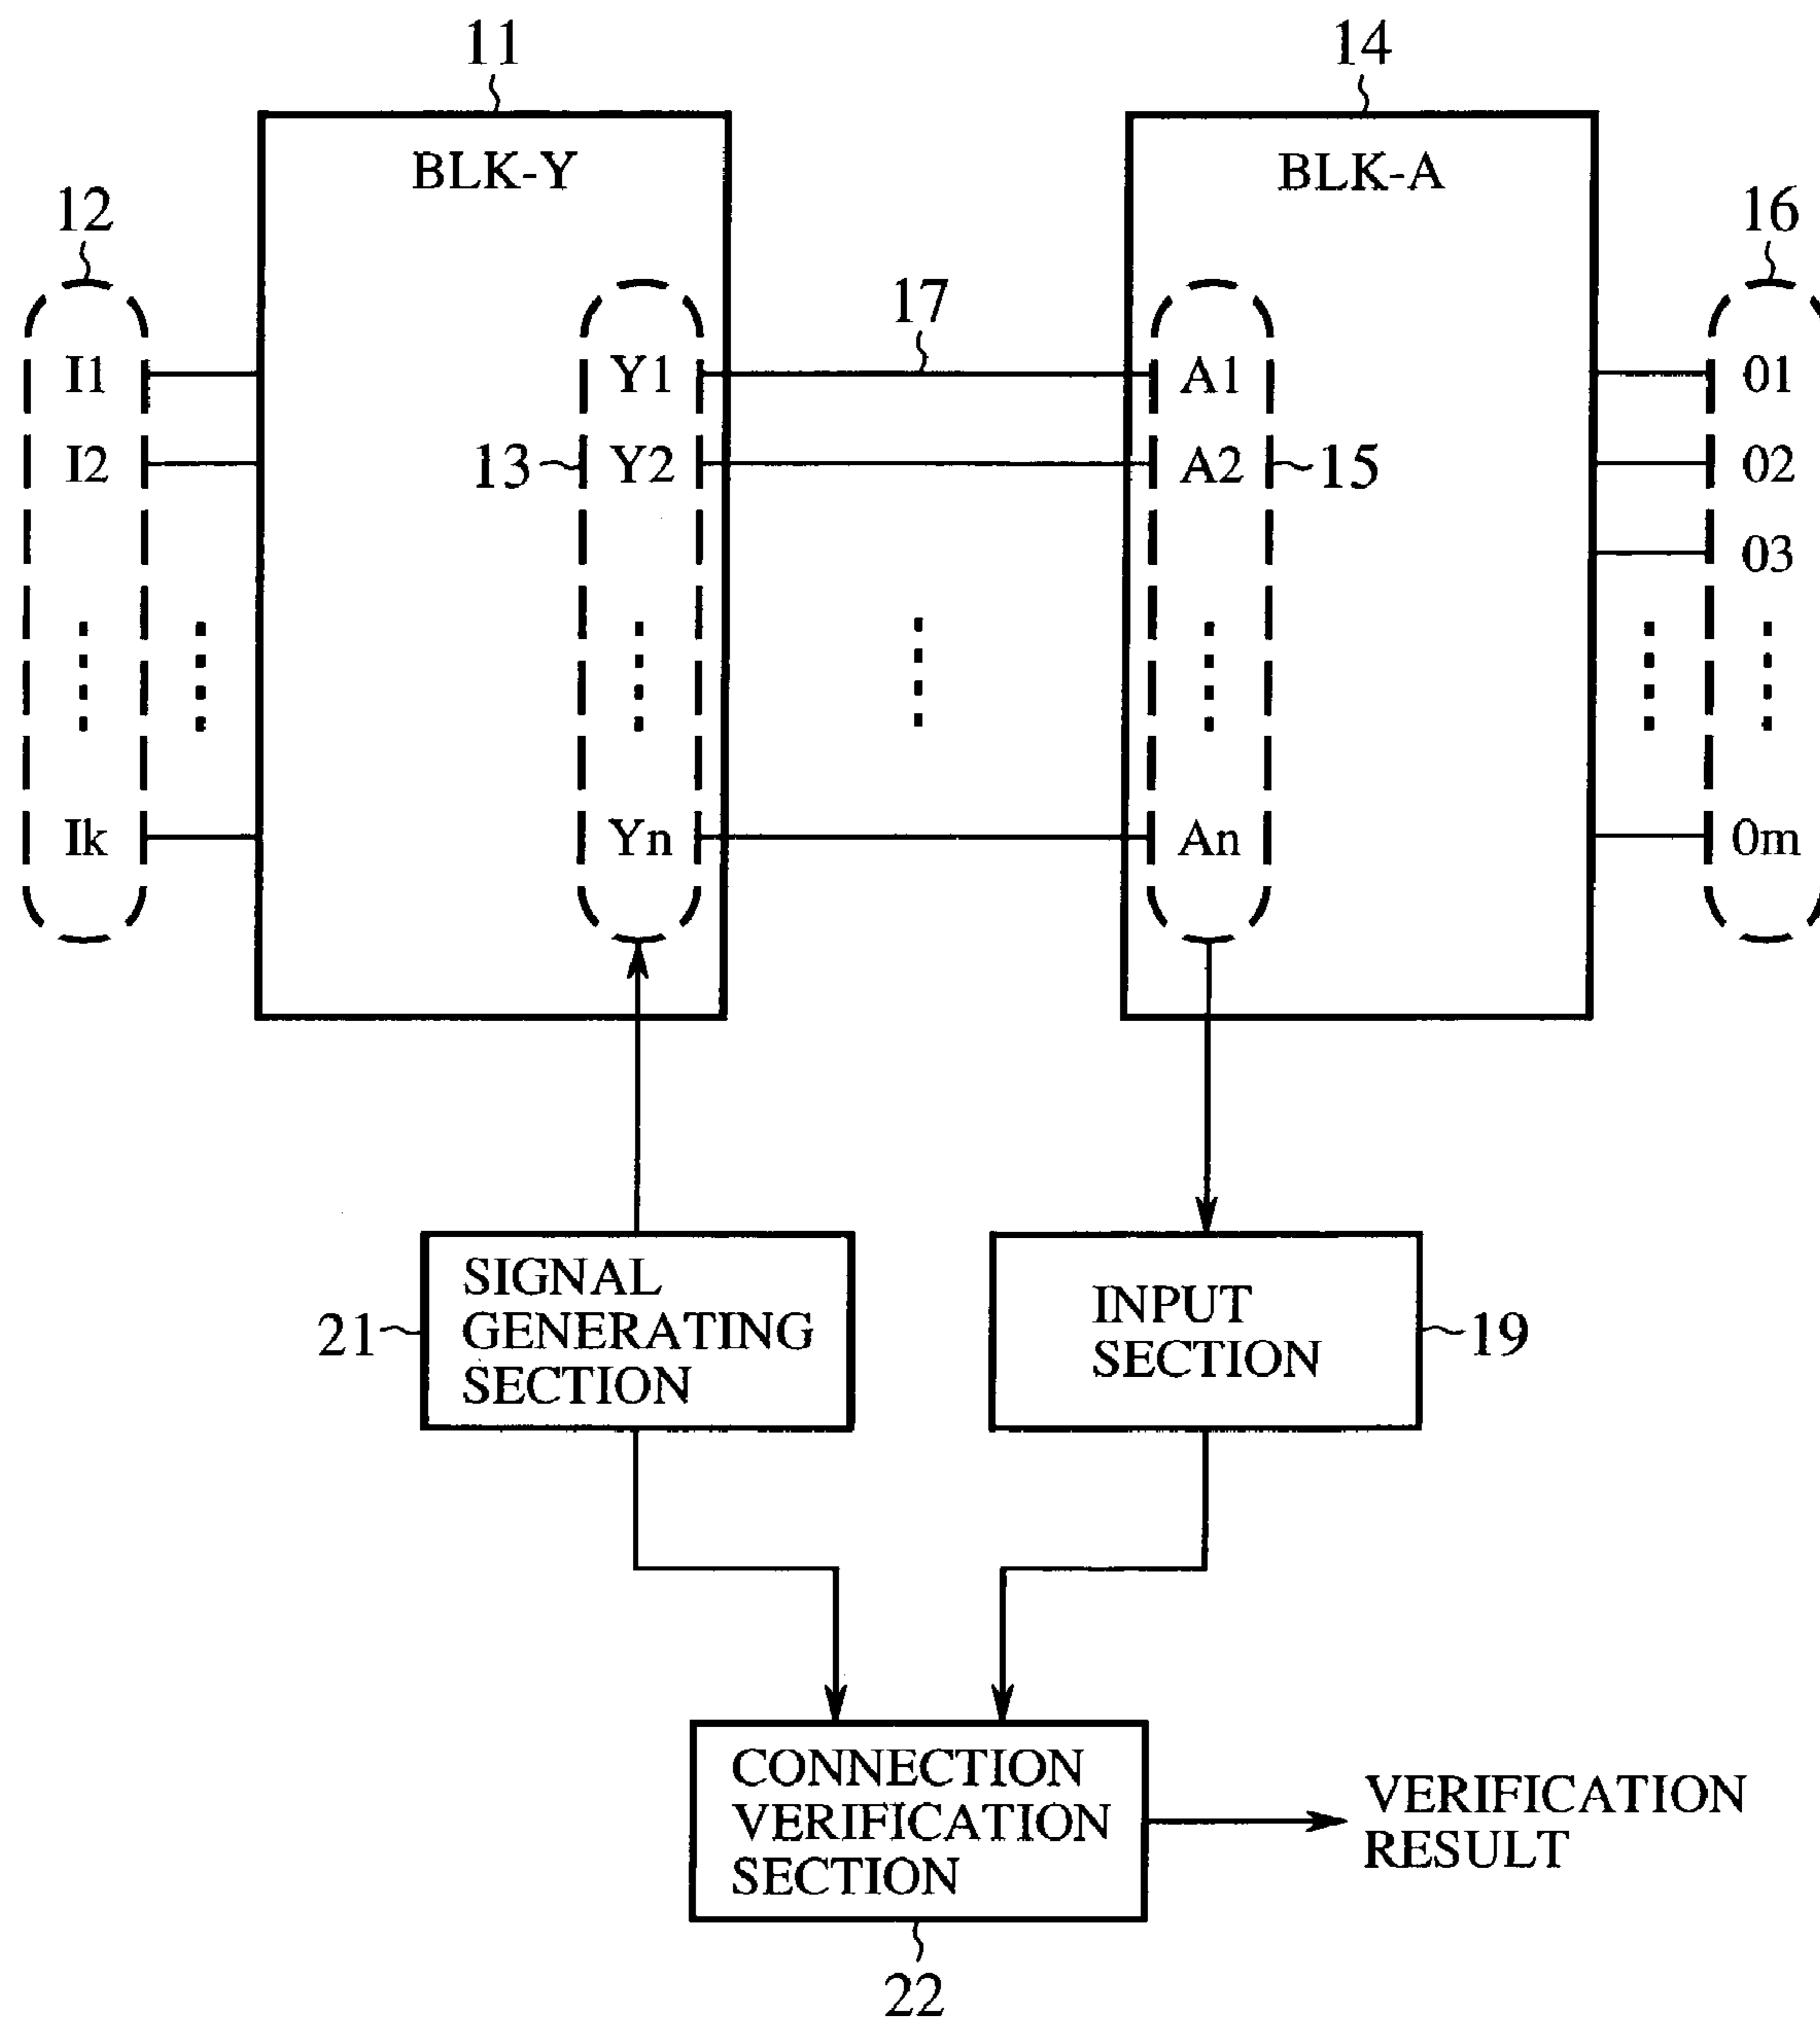 11
14
BLK-Y
BLK-A
12
16
17
I1
Y1
A1
01
I2
13
Y2
A2
15
02
03
Ik
Yn
An
0m
SIGNAL
GENERATING
SECTION
21
INPUT
SECTION
19
CONNECTION
VERIFICATION
SECTION
VERIFICATION
RESULT
22